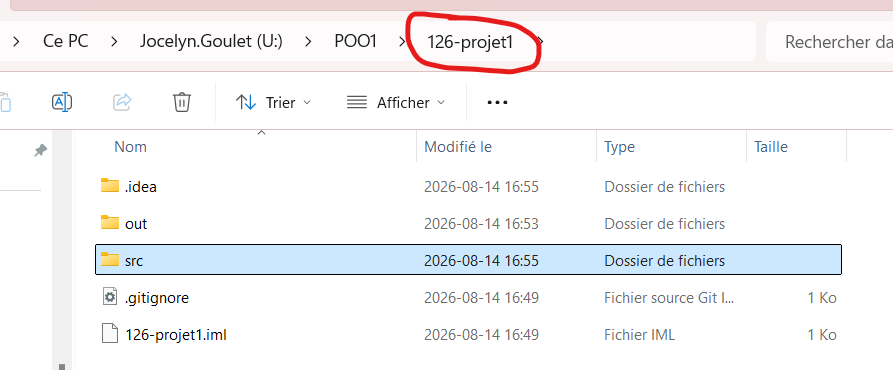 Ce PC Jocelyn.Goulet (U:) POO1 126-projet1 Rechercher da
Trier Afficher
Nom Modifié le Type Taille
.idea 2026-08-14 16:55 Dossier de fichiers
out 2026-08-14 16:53 Dossier de fichiers
src 2026-08-14 16:55 Dossier de fichiers
.gitignore 2026-08-14 16:49 Fichier source Git I... 1 Ko
126-projet1.iml 2026-08-14 16:49 Fichier IML 1 Ko